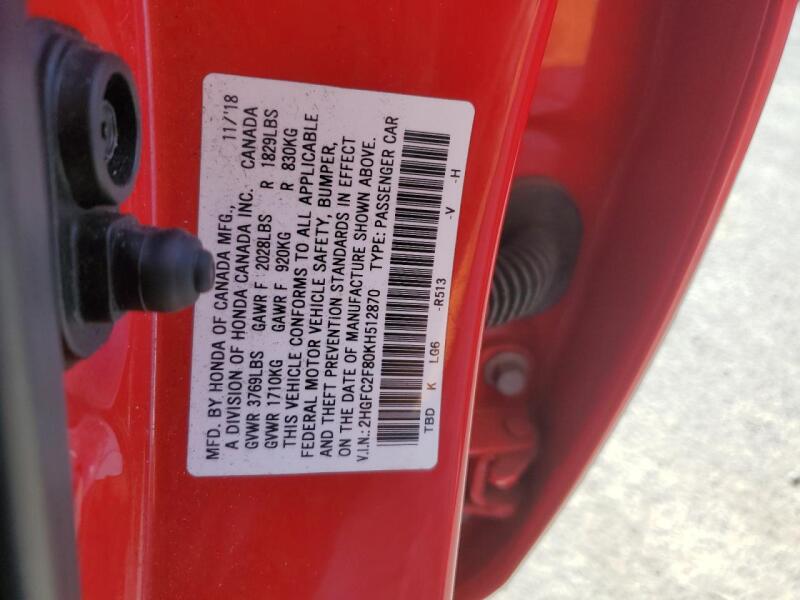 MFD. BY HONDA OF CANADA MFG., 11/'18
A DIVISION OF HONDA CANADA INC. CANADA
GVWR 3769LBS GAWR F 2028LBS R 1829LBS
GVWR 1710KG GAWR F 920KG R 830KG
THIS VEHICLE CONFORMS TO ALL APPLICABLE
FEDERAL MOTOR VEHICLE SAFETY, BUMPER,
AND THEFT PREVENTION STANDARDS IN EFFECT
ON THE DATE OF MANUFACTURE SHOWN ABOVE.
V.I.N.: 2HGFC2F80KH512870 TYPE: PASSENGER CAR
TBD K LG6 -R513 -V -H